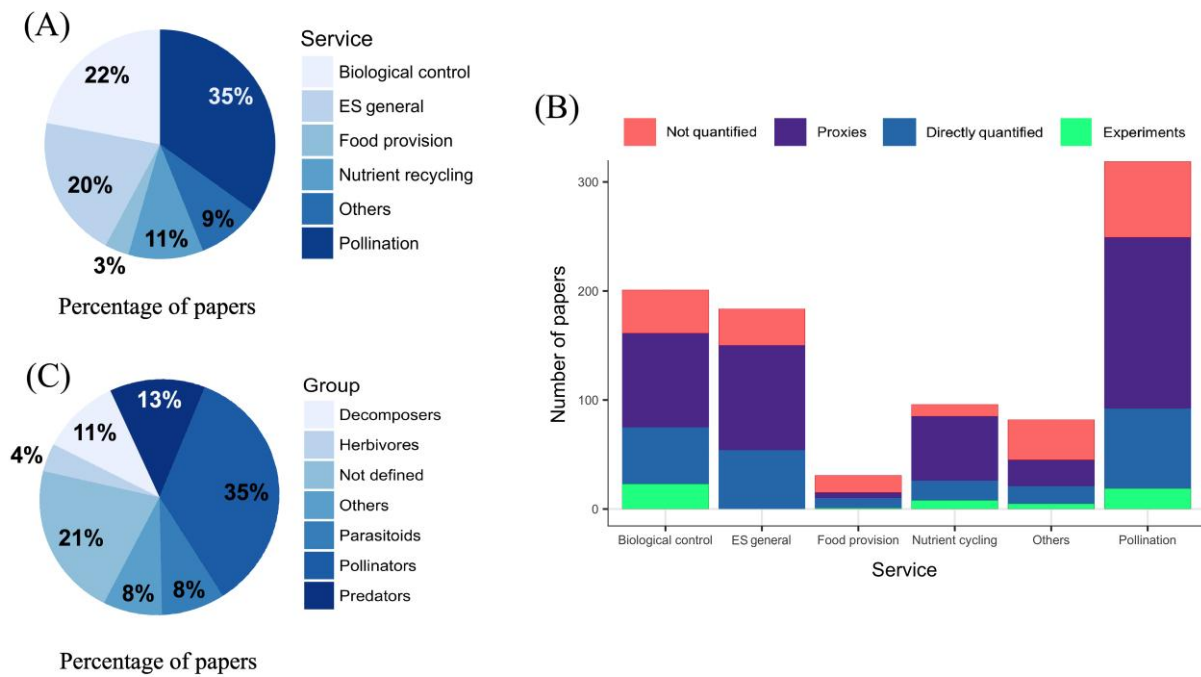 (A)
Service
Biological control
ES general
Food provision
Nutrient recycling
Others
Pollination
22%
35%
20%
9%
11%
3%
Percentage of papers
(B)
Not quantified
Proxies
Directly quantified
Experiments
Number of papers
300
200
100
0
Biological control
ES general
Food provision
Nutrient cycling
Others
Pollination
Service
(C)
Group
Decomposers
Herbivores
Not defined
Others
Parasitoids
Pollinators
Predators
13%
11%
4%
35%
21%
8%
8%
Percentage of papers